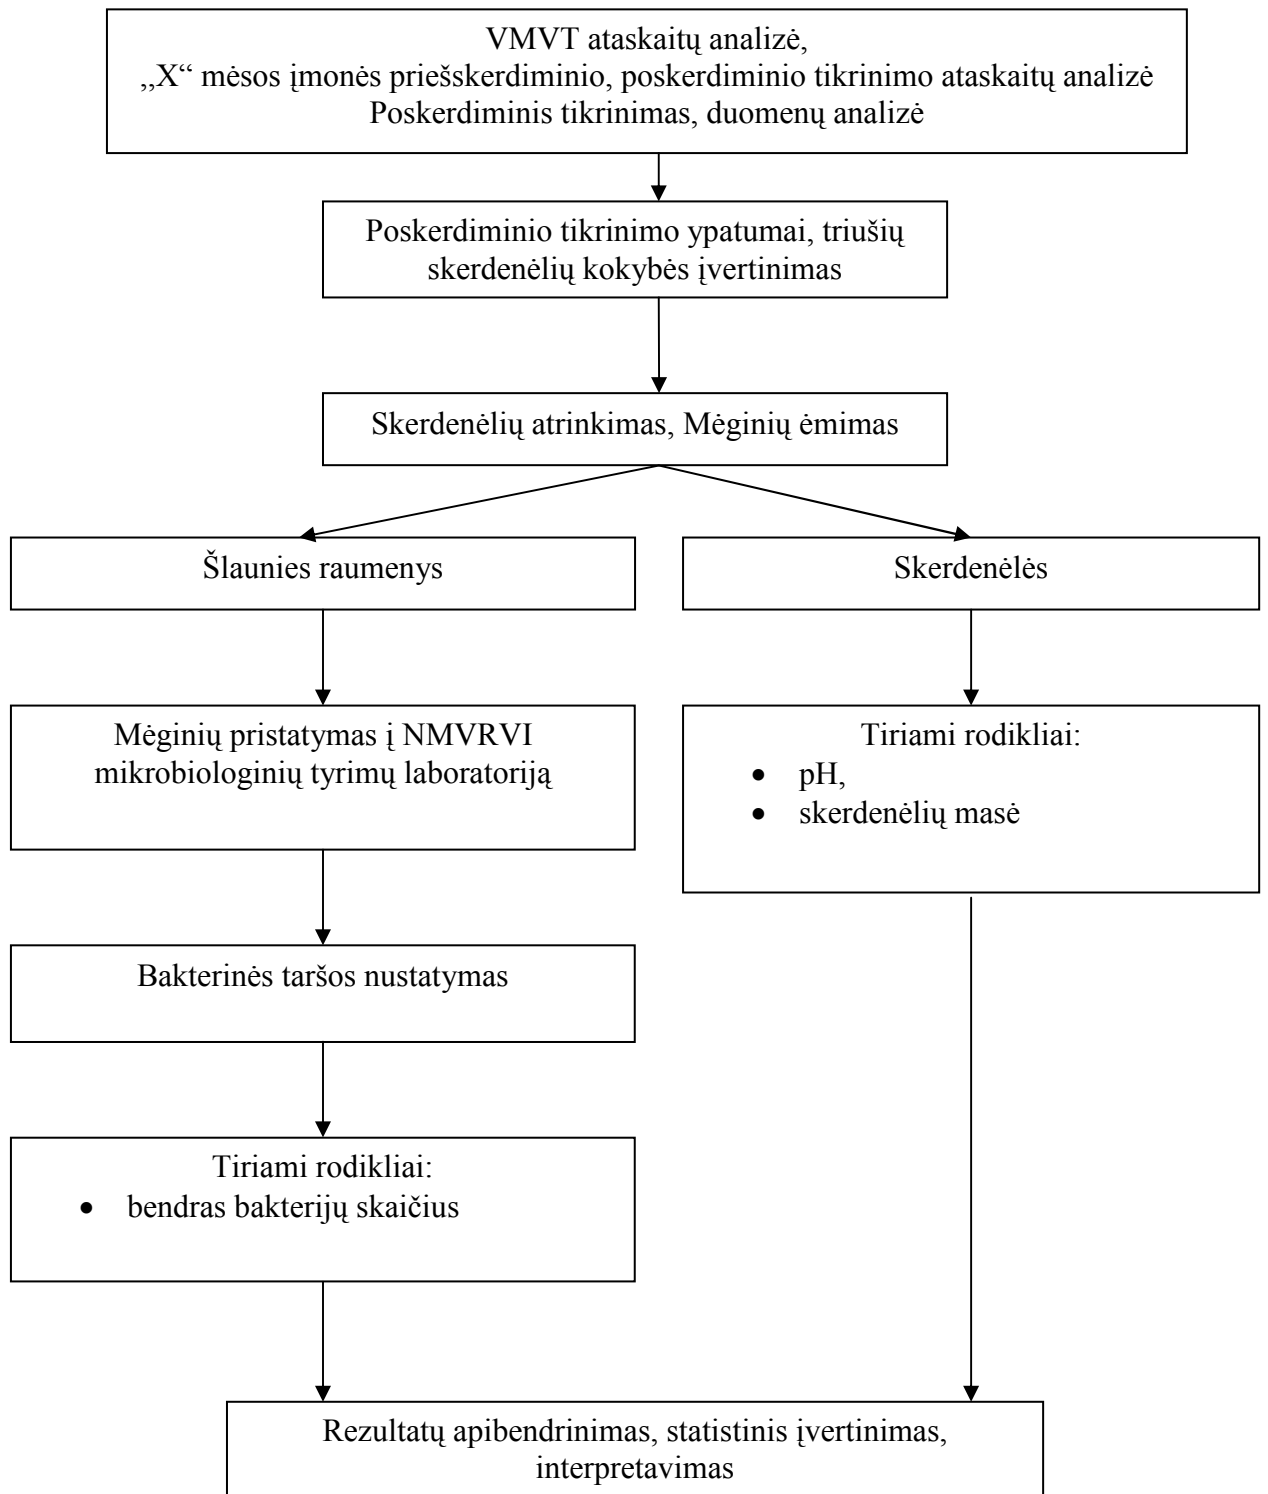 VMVT ataskaitų analizė,
,,X“ mėsos įmonės priešskerdiminio, poskerdiminio tikrinimo ataskaitų analizė
Poskerdiminis tikrinimas, duomenų analizė
Poskerdiminio tikrinimo ypatumai, triušių
skerdenėlių kokybės įvertinimas
Skerdenėlių atrinkimas, Mėginių ėmimas
Šlaunies raumenys
Skerdenėlės
Mėginių pristatymas į NMVRVI
mikrobiologinių tyrimų laboratoriją
Tiriami rodikliai:
• pH,
• skerdenėlių masė
Bakterinės taršos nustatymas
Tiriami rodikliai:
• bendras bakterijų skaičius
Rezultatų apibendrinimas, statistinis įvertinimas,
interpretavimas